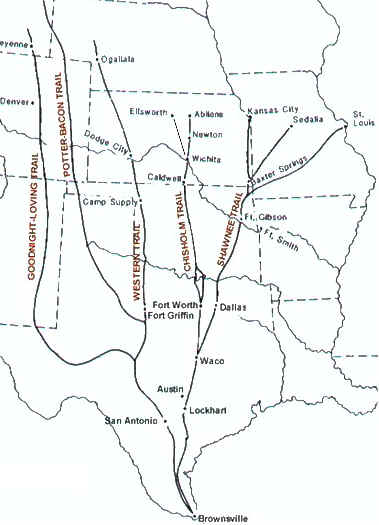 Ogallala
eyenne
POTTER-BACON TRAIL
Denver
Ellsworth
Abilene
Kansas City
Sedalia
St. Louis
Newton
Dodge City
Wichita
GOODNIGHT-LOVING TRAIL
Caldwell
Baxter Springs
Camp Supply
WESTERN TRAIL
CHISHOLM TRAIL
SHAWNEE TRAIL
Ft. Gibson
Ft. Smith
Fort Worth
Dallas
Fort Griffin
Waco
Austin
Lockhart
San Antonio
Brownsville